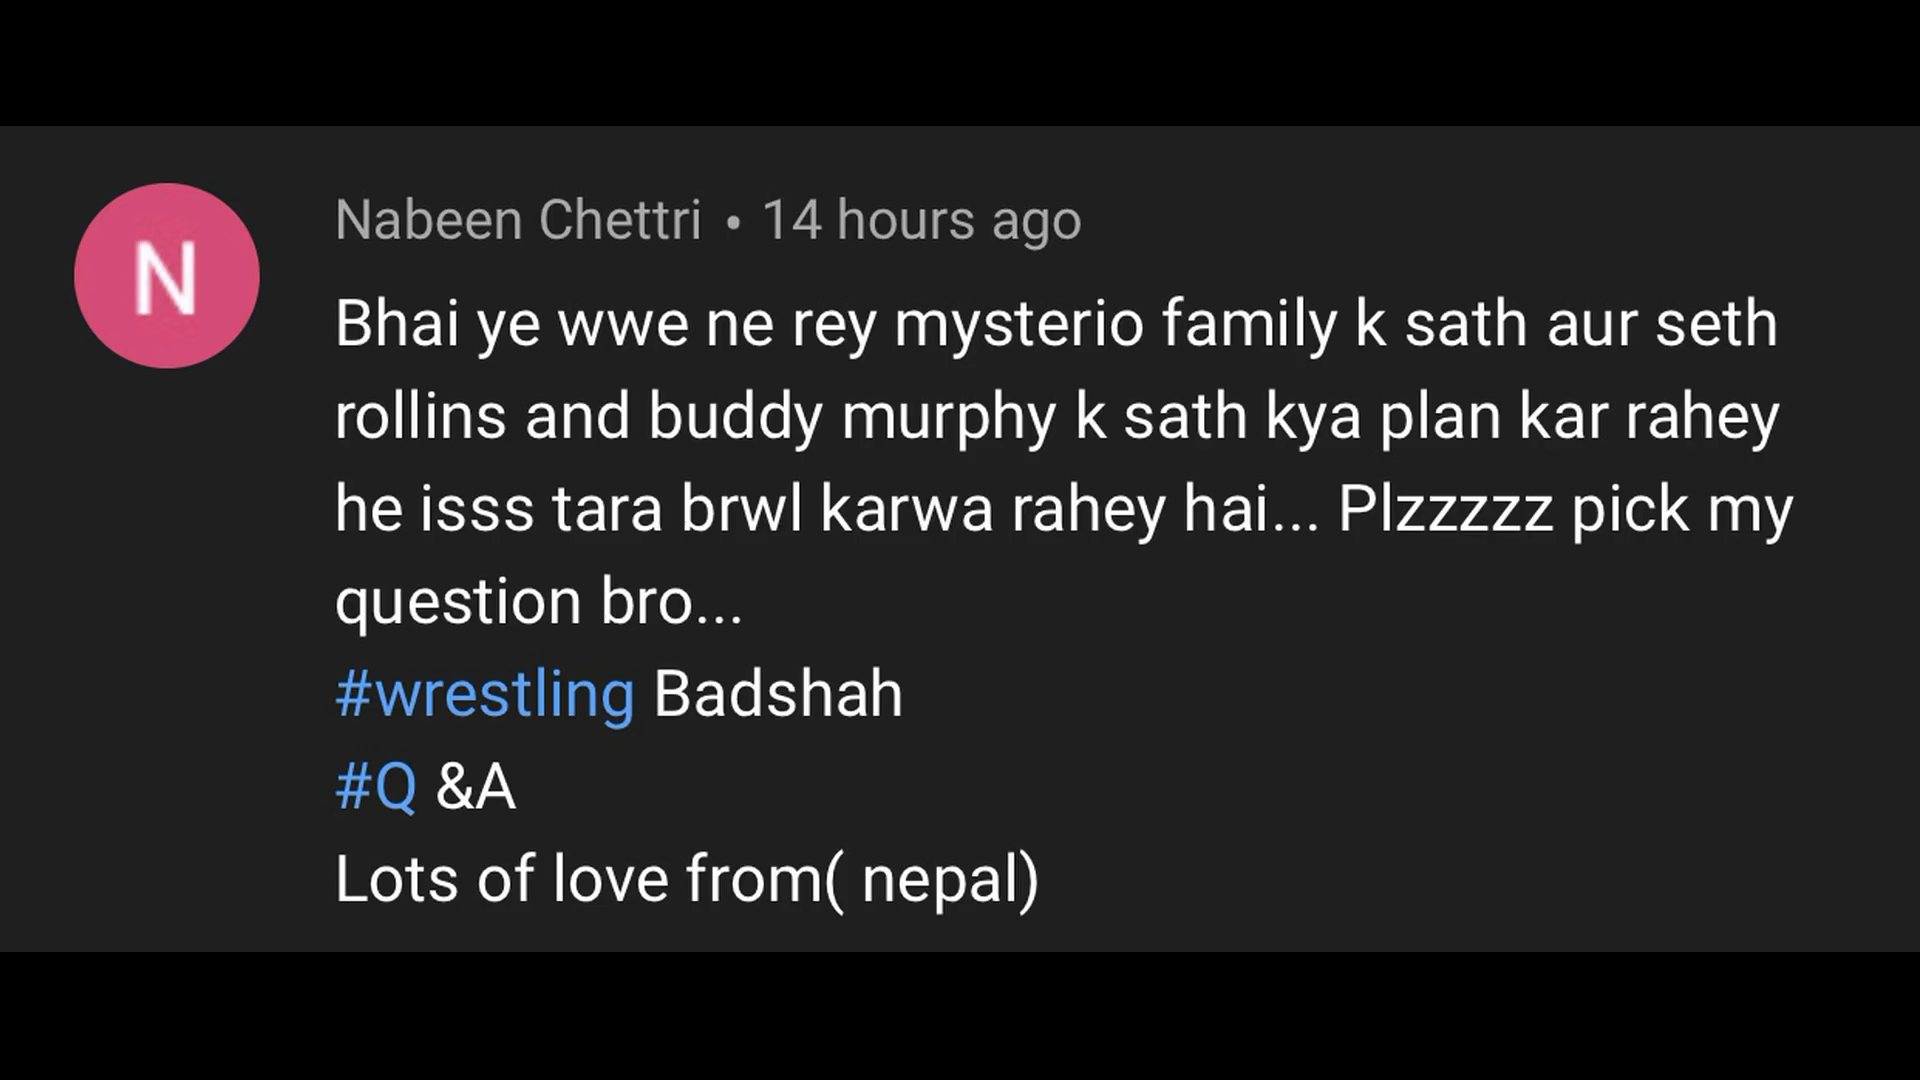 N
Nabeen Chettri • 14 hours ago
Bhai ye wwe ne rey mysterio family k sath aur seth
rollins and buddy murphy k sath kya plan kar rahey
he isss tara brwl karwa rahey hai... Plzzzzz pick my
question bro...
#wrestling Badshah
#Q &A
Lots of love from( nepal)